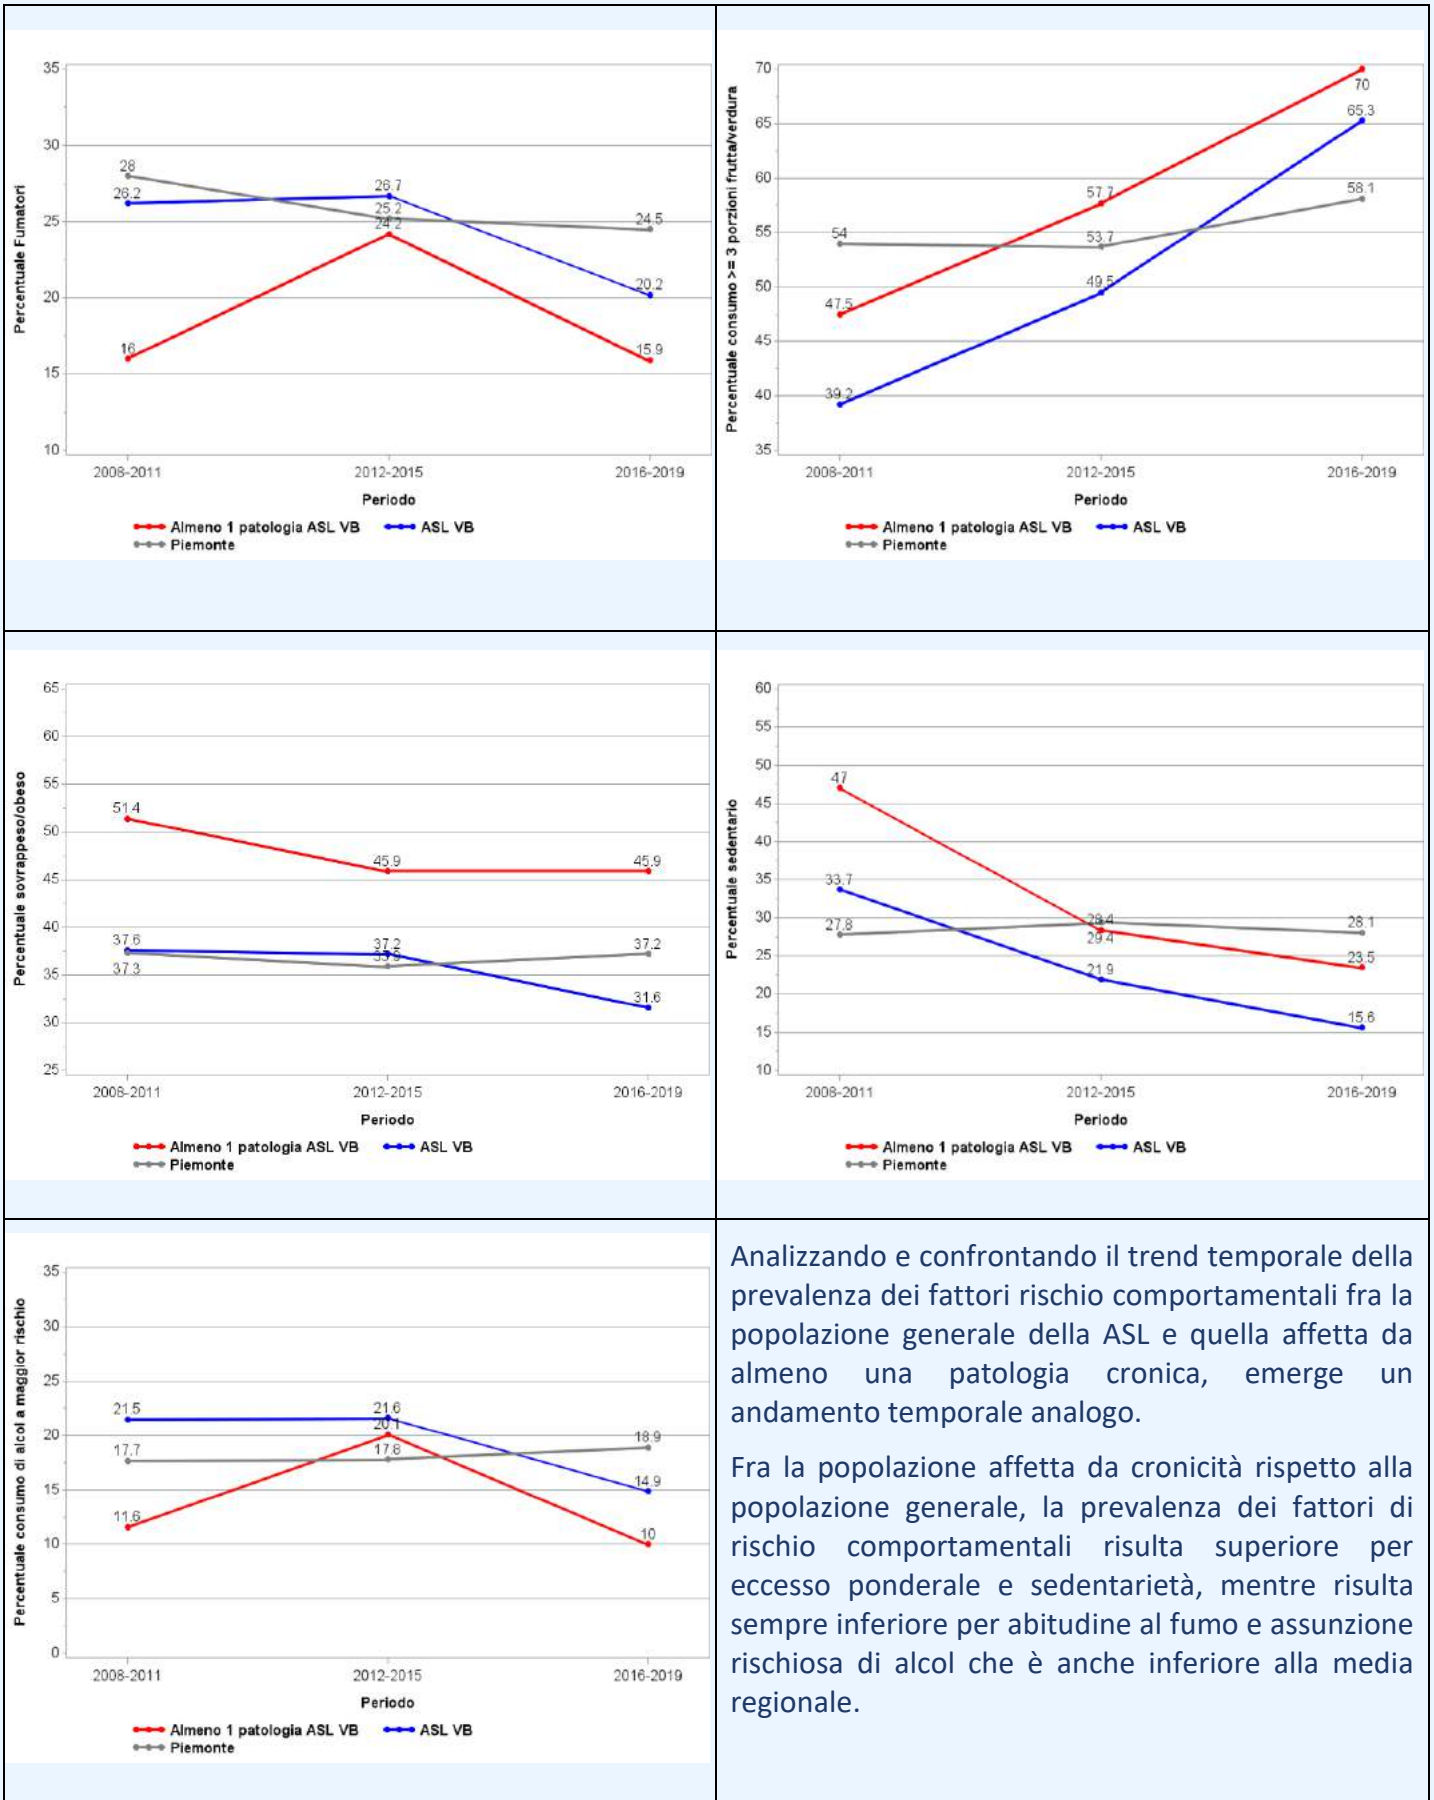 Percentuale Fumatori
35
30
25
20
15
10
28
26.2
16
26.7
25.2
24.2
24.5
20.2
15.9
2008-2011
2012-2015
2016-2019
Periodo
Almeno 1 patologia ASL VB
ASL VB
Piemonte
Percentuale consumo >= 3 porzioni frutta/verdura
70
65
60
55
50
45
40
35
54
47.5
39.2
57.7
53.7
49.5
70
65.3
58.1
2008-2011
2012-2015
2016-2019
Periodo
Almeno 1 patologia ASL VB
ASL VB
Piemonte
Percentuale sovrappeso/obeso
65
60
55
50
45
40
35
30
25
51.4
37.6
37.3
45.9
37.2
35.9
45.9
37.2
31.6
2008-2011
2012-2015
2016-2019
Periodo
Almeno 1 patologia ASL VB
ASL VB
Piemonte
Percentuale sedentario
60
55
50
45
40
35
30
25
20
15
10
47
33.7
27.8
28.4
29.4
21.9
28.1
23.5
15.6
2008-2011
2012-2015
2016-2019
Periodo
Almeno 1 patologia ASL VB
ASL VB
Piemonte
Percentuale consumo di alcol a maggior rischio
35
30
25
20
15
10
5
0
21.5
17.7
11.6
21.6
20.1
17.8
18.9
14.9
10
2008-2011
2012-2015
2016-2019
Periodo
Almeno 1 patologia ASL VB
ASL VB
Piemonte
Analizzando e confrontando il trend temporale della
prevalenza dei fattori rischio comportamentali fra la
popolazione generale della ASL e quella affetta da
almeno una patologia cronica, emerge un
andamento temporale analogo.
Fra la popolazione affetta da cronicità rispetto alla
popolazione generale, la prevalenza dei fattori di
rischio comportamentali risulta superiore per
eccesso ponderale e sedentarietà, mentre risulta
sempre inferiore per abitudine al fumo e assunzione
rischiosa di alcol che è anche inferiore alla media
regionale.